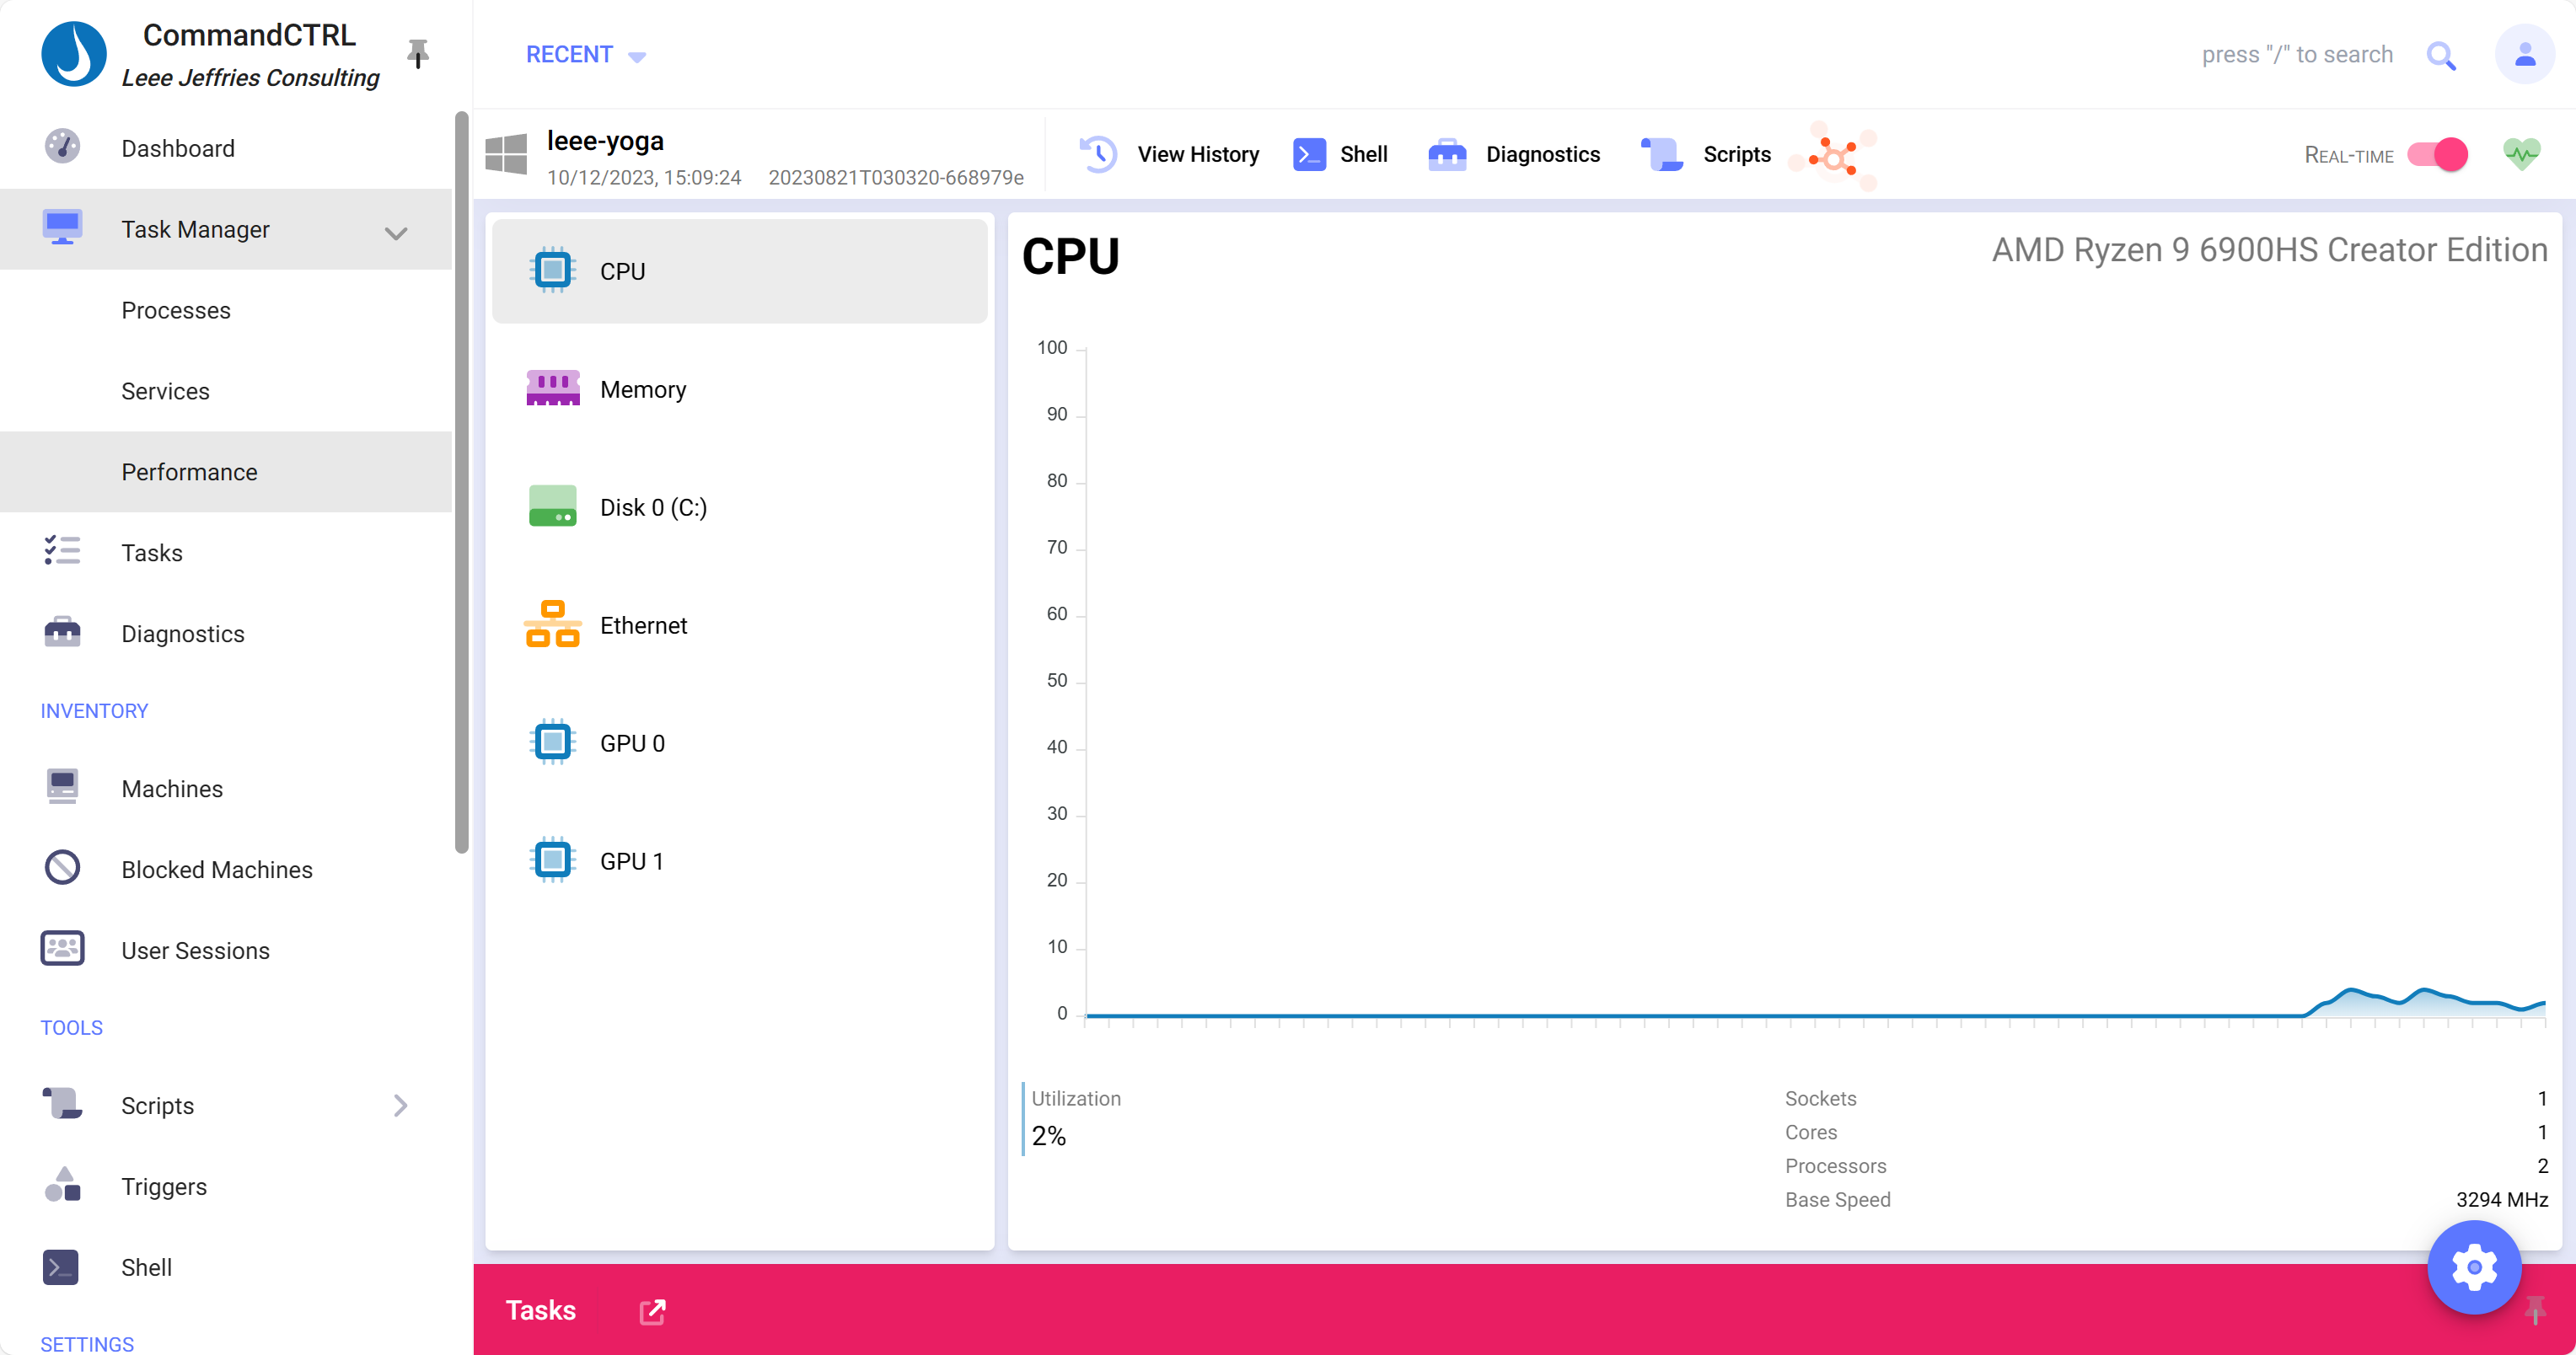 CommandCTRL
Leee Jeffries Consulting
Dashboard
Task Manager
Processes
Services
Performance
Tasks
Diagnostics
INVENTORY
Machines
Blocked Machines
User Sessions
TOOLS
Scripts
Triggers
Shell
SETTINGS
RECENT
press "/" to search
leee-yoga
10/12/2023, 15:09:24 20230821T030320-668979e
View History
Shell
Diagnostics
Scripts
REAL-TIME
CPU
Memory
Disk 0 (C:)
Ethernet
GPU 0
GPU 1
CPU
AMD Ryzen 9 6900HS Creator Edition
100
90
80
70
60
50
40
30
20
10
0
Utilization
2%
Sockets 1
Cores 1
Processors 2
Base Speed 3294 MHz
Tasks